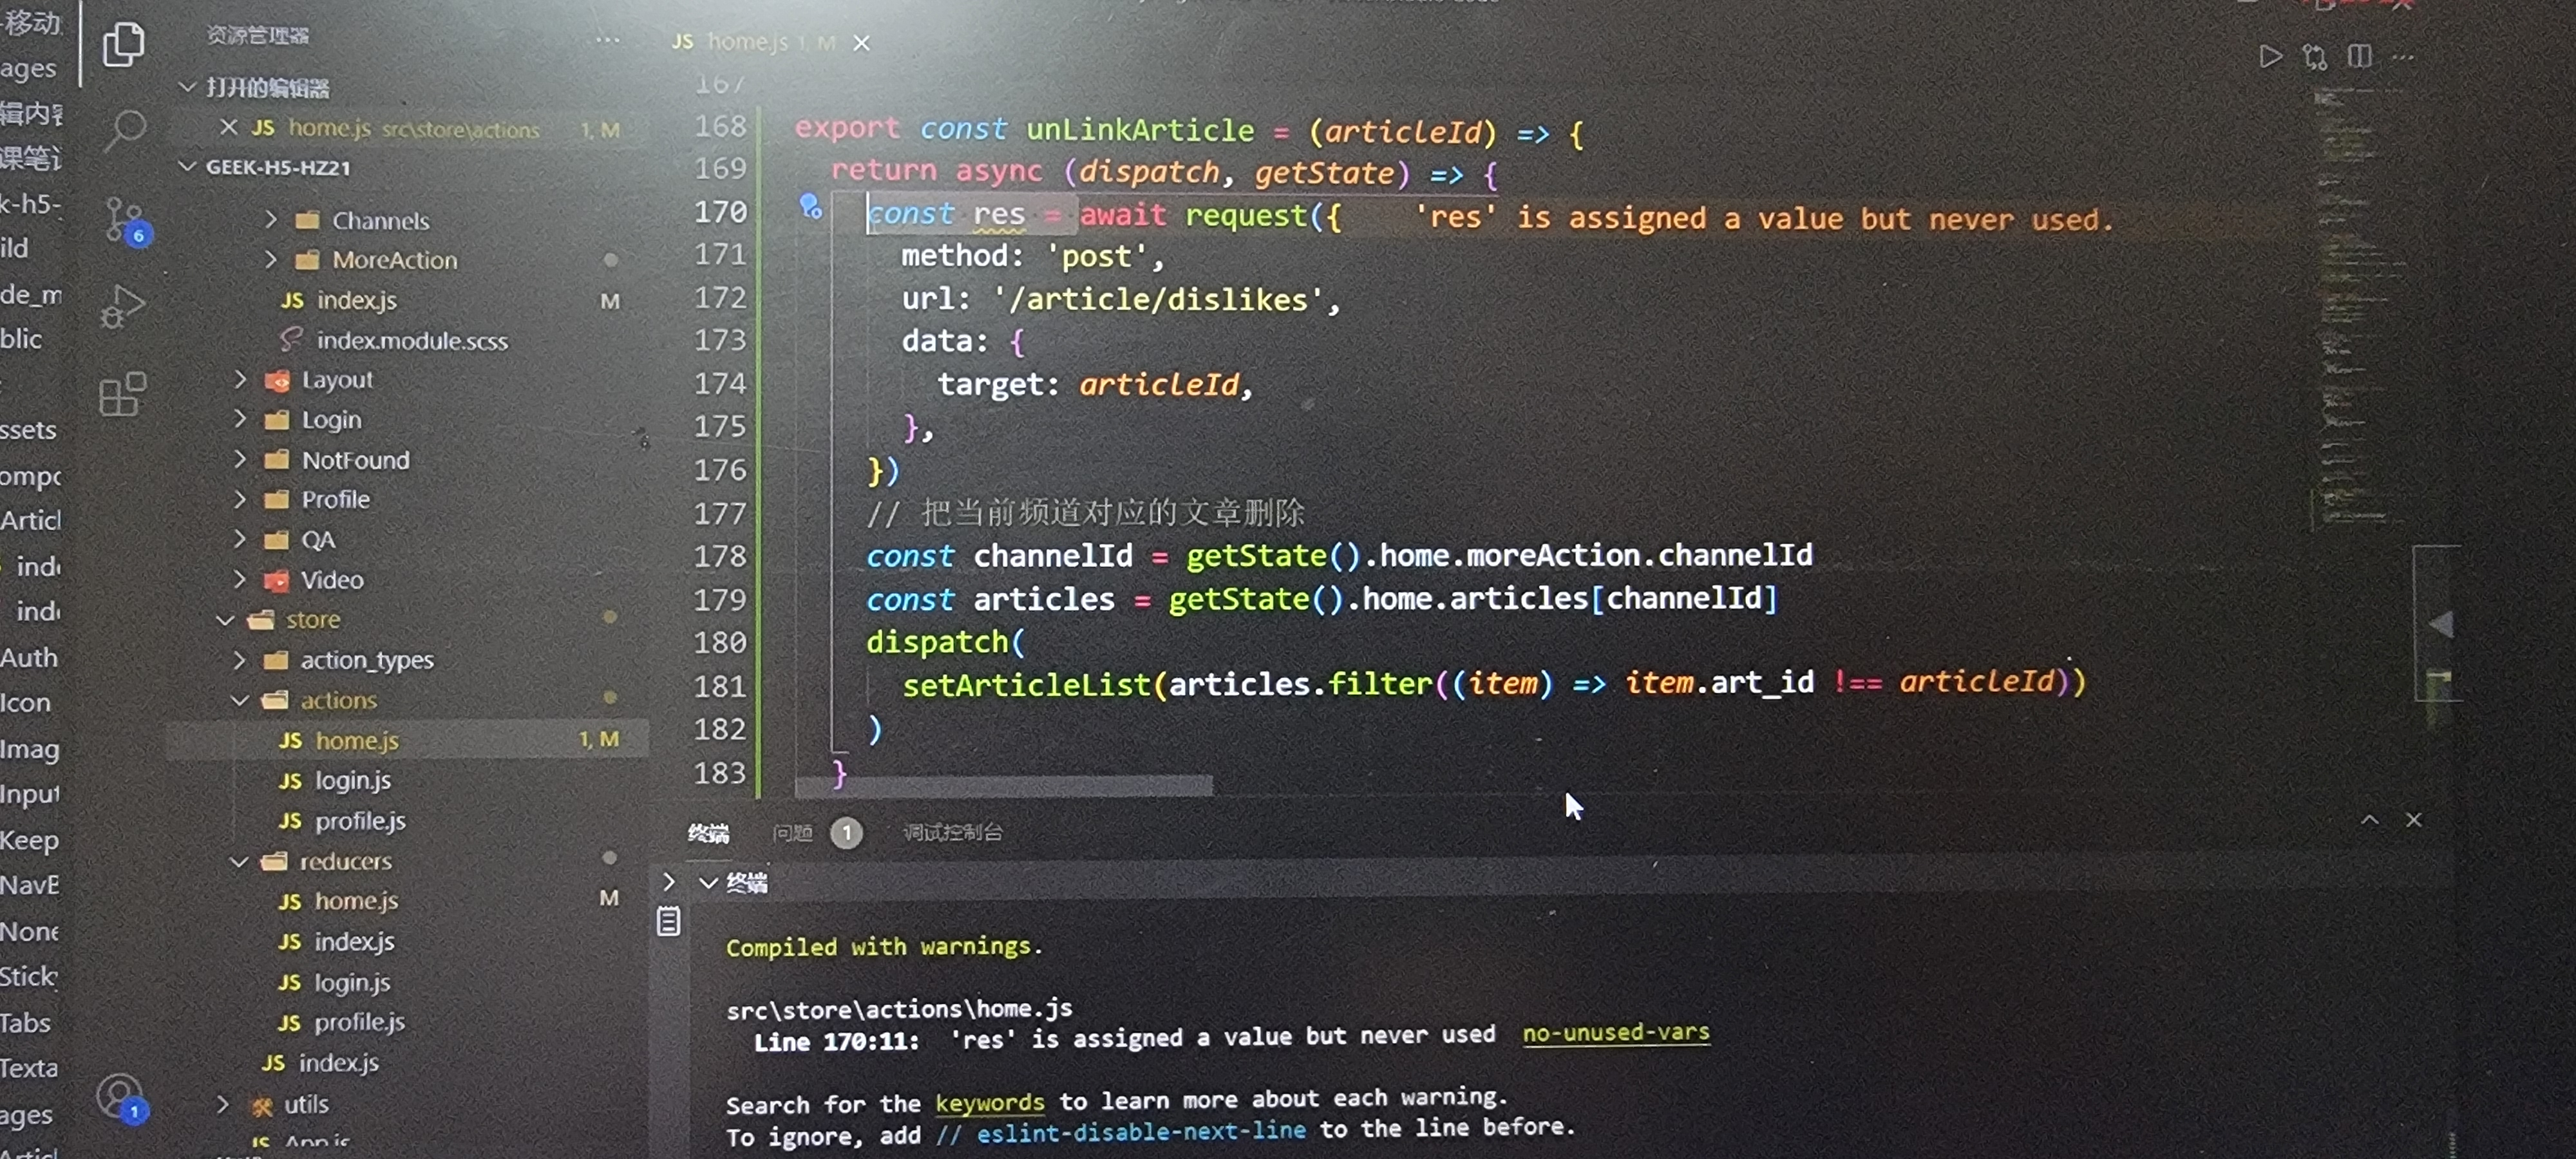 移动
ages
辑内
课笔
k-h5-
ild
de_m
blic
ssets
ompo
Articl
ind
ind
Auth
Icon
Imag
Input
Keep
NavB
None
Sticky
Tabs
Texta
ages
Articl
资源管理器 ...
打开的编辑器
JS home.js src\store\actions 1, M
GEEK-H5-HZ21
Channels
MoreAction
JS index.js M
index.module.scss
Layout
Login
NotFound
Profile
QA
Video
store
action_types
actions
JS home.js 1, M
JS login.js
JS profile.js
reducers
JS home.js M
JS index.js
JS login.js
JS profile.js
JS index.js
utils
JS App.js
6
1
JS home.js 1, M
167
168 export const unLinkArticle = (articleId) => {
169 return async (dispatch, getState) => {
170 const res = await request({ 'res' is assigned a value but never used.
171 method: 'post',
172 url: '/article/dislikes',
173 data: {
174 target: articleId,
175 },
176 })
177 // 把当前频道对应的文章删除
178 const channelId = getState().home.moreAction.channelId
179 const articles = getState().home.articles[channelId]
180 dispatch(
181 setArticleList(articles.filter((item) => item.art_id !== articleId))
182 )
183 }
终端 问题 1 调试控制台
终端
Compiled with warnings.
src\store\actions\home.js
Line 170:11: 'res' is assigned a value but never used no-unused-vars
Search for the keywords to learn more about each warning.
To ignore, add // eslint-disable-next-line to the line before.